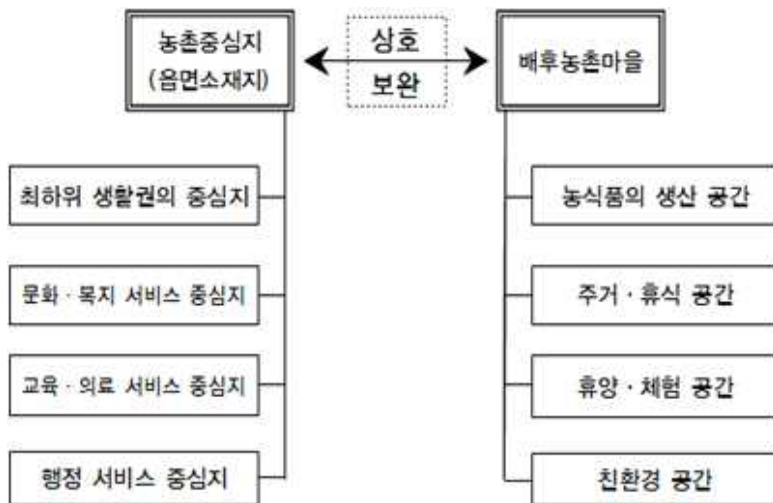 농촌중심지
(읍면소재지)
상호
보완
배후농촌마을
최하위 생활권의 중심지
문화·복지 서비스 중심지
교육·의료 서비스 중심지
행정 서비스 중심지
농식품의 생산 공간
주거·휴식 공간
휴양·체험 공간
친환경 공간